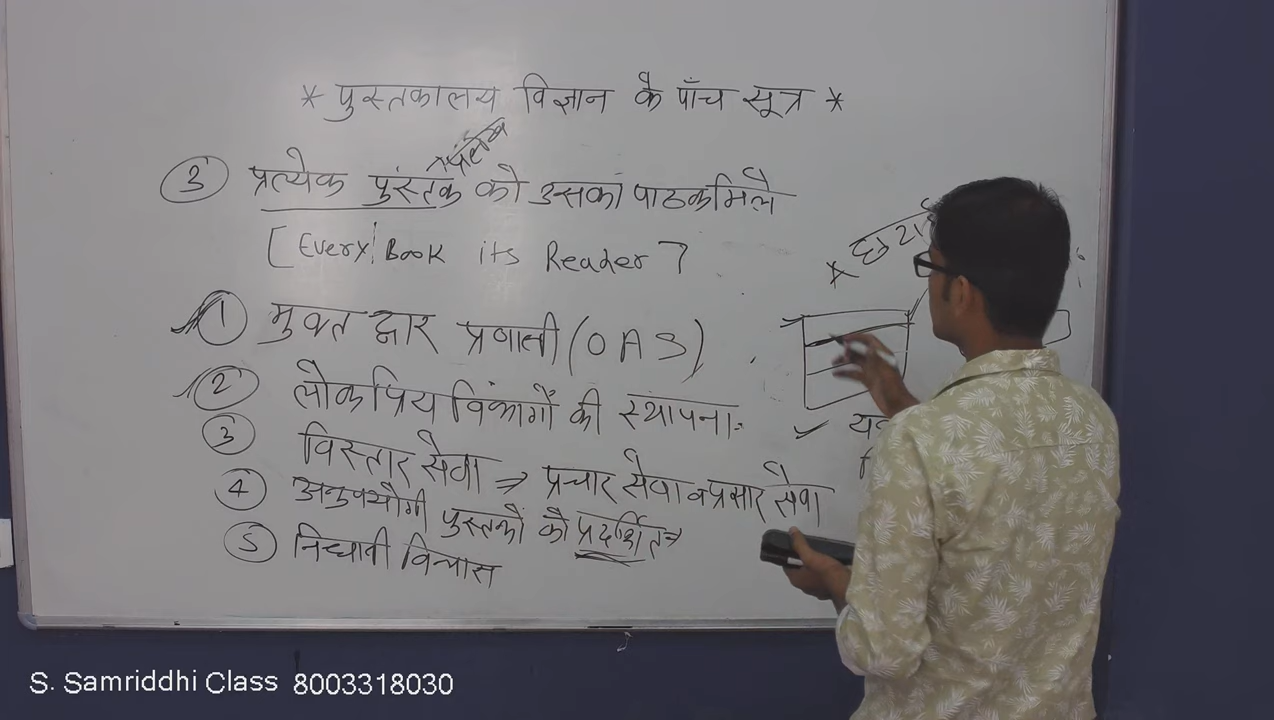 * पुस्तकालय विज्ञान के पाँच सूत्र *
प्रलेख
③ प्रत्येक पुस्तक को उसका पाठक मिले
[Every Book its Reader]
① मुक्त द्वार प्रणाली (OAS)
② लोकप्रिय विभागों की स्थापना:
③ विस्तार सेवा ⇒ प्रचार सेवा व प्रसार सेवा
④ अनुपयोगी पुस्तकों को प्रदर्शित ⇒
⑤ निधानी विन्यास
S. Samriddhi Class 8003318030